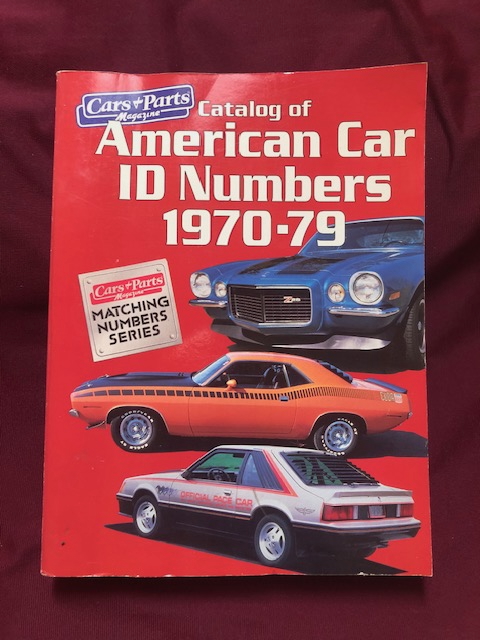 Cars & Parts
Magazine
Catalog of
American Car
ID Numbers
1970-79
Z28
Cars & Parts
Magazine
MATCHING
NUMBERS
SERIES
OFFICIAL PACE CAR